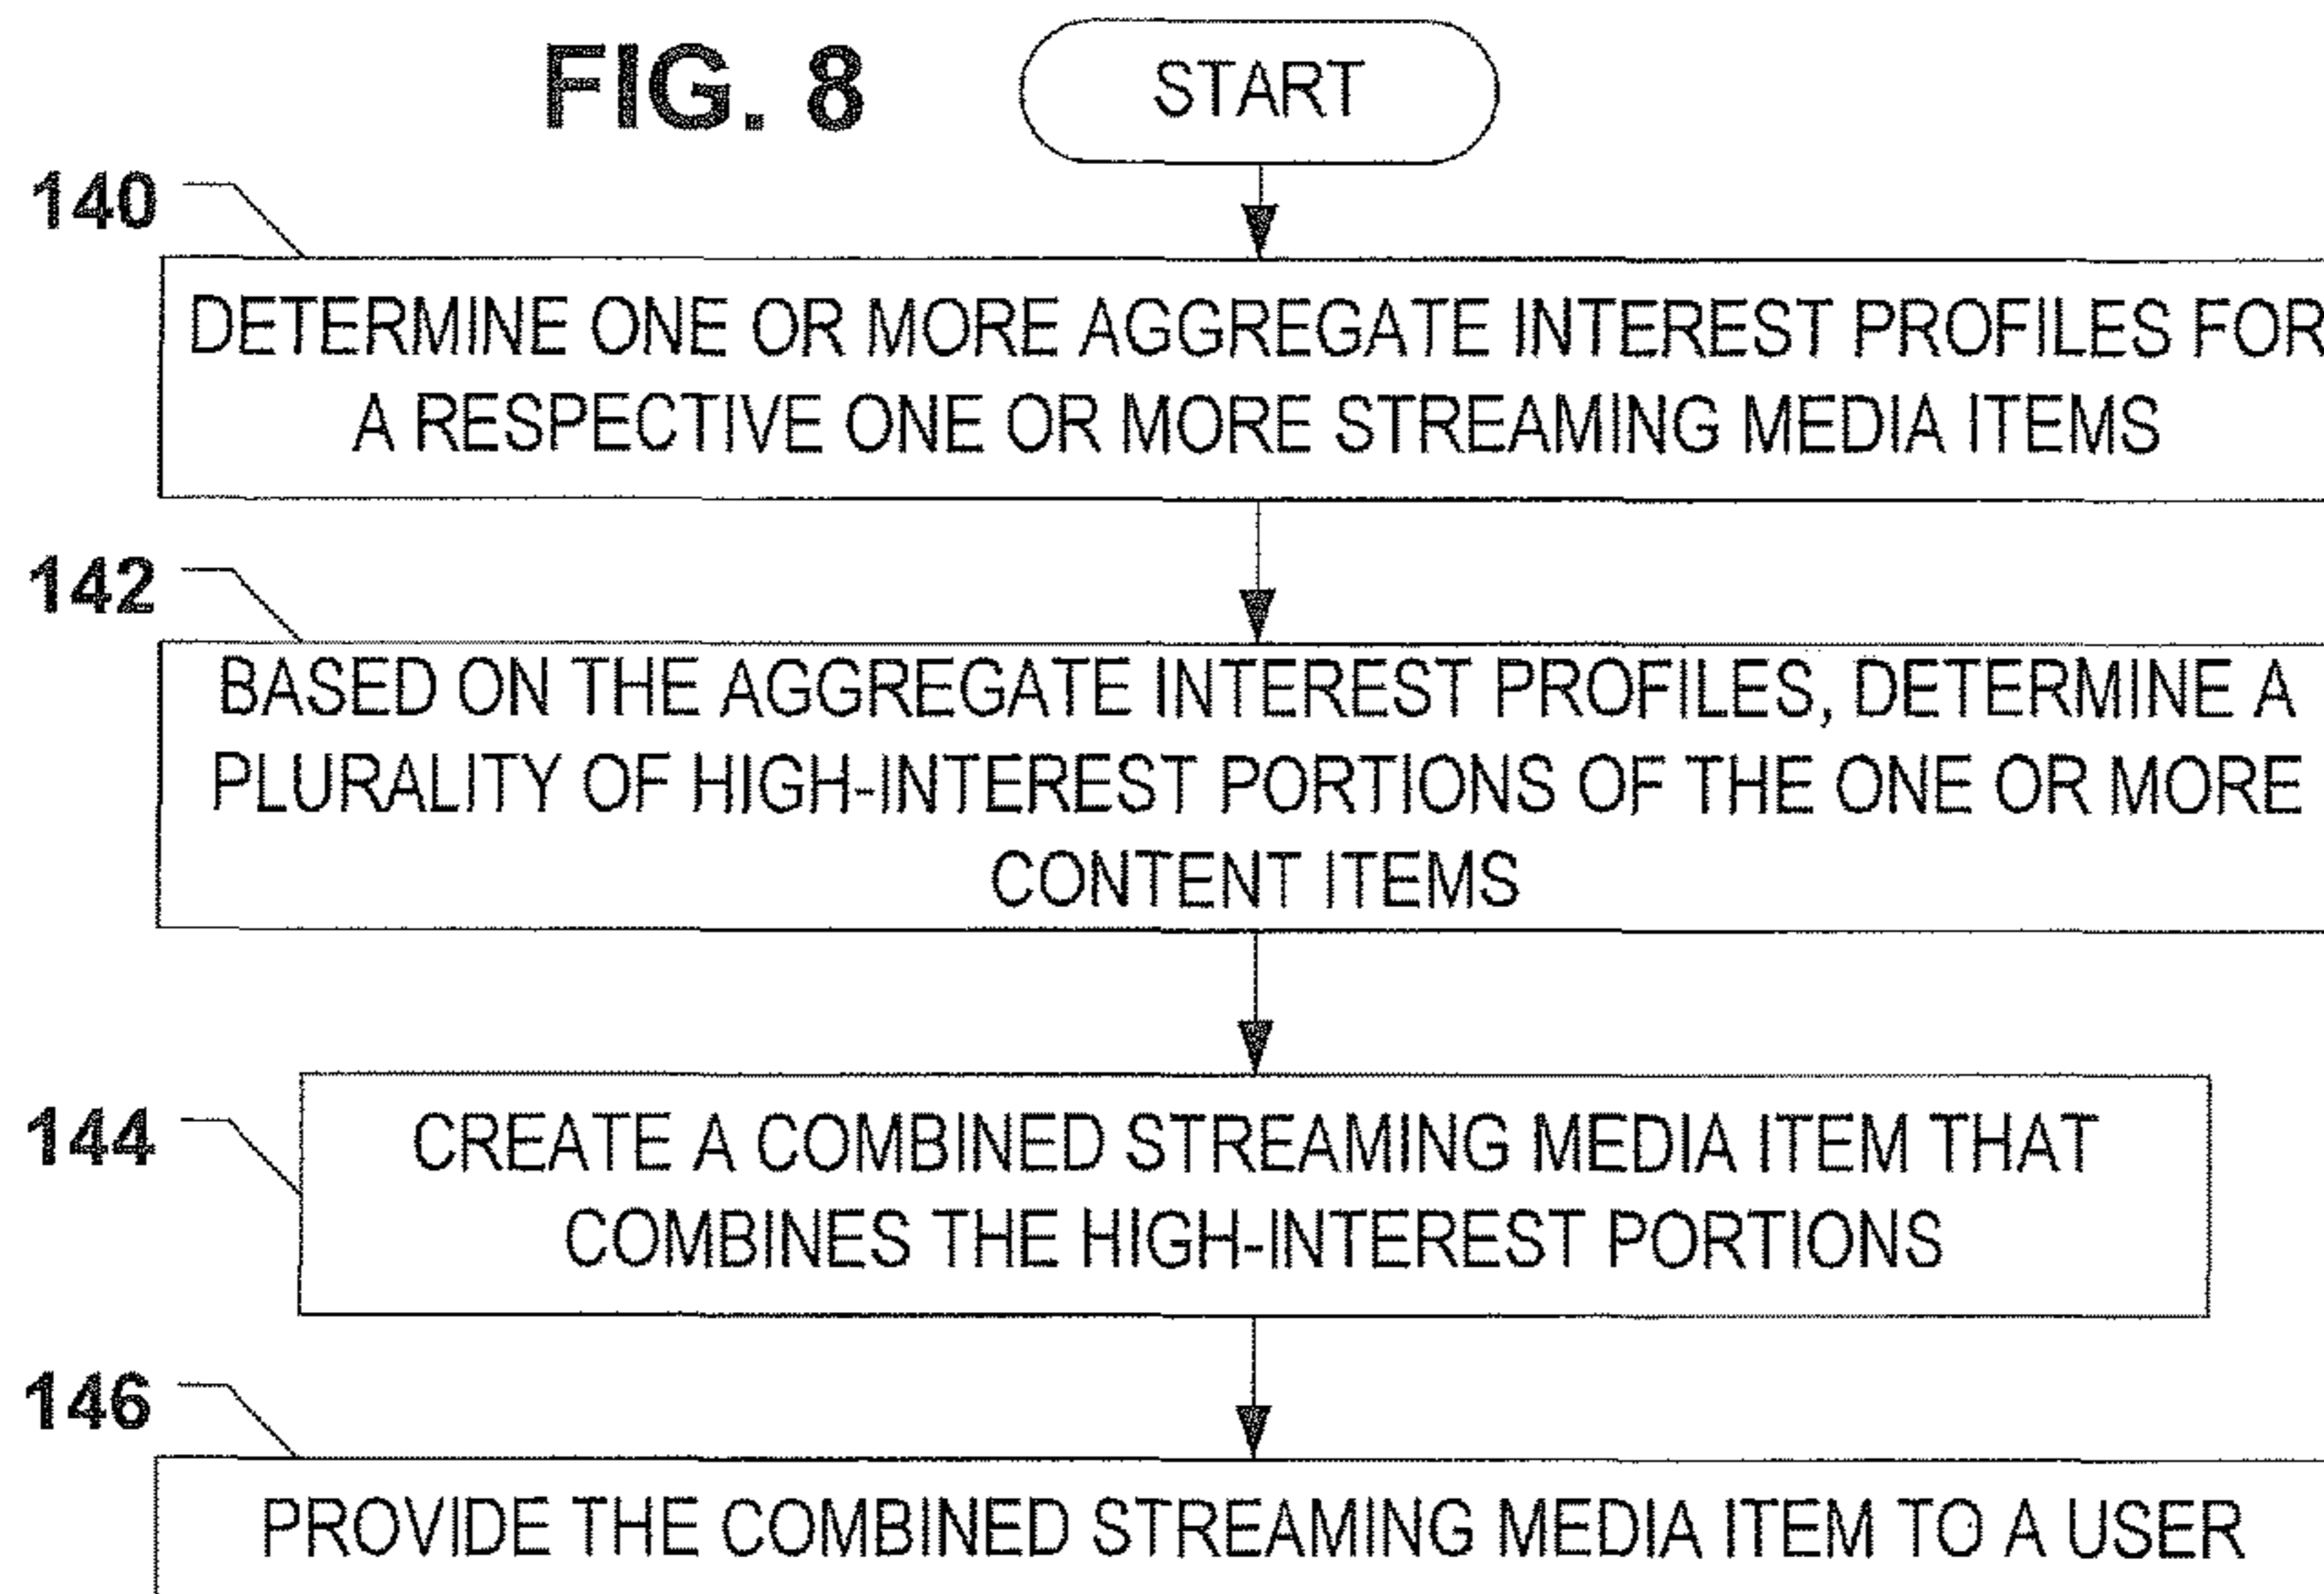 FIG. 8
START
140
DETERMINE ONE OR MORE AGGREGATE INTEREST PROFILES FOR
A RESPECTIVE ONE OR MORE STREAMING MEDIA ITEMS
142
BASED ON THE AGGREGATE INTEREST PROFILES, DETERMINE A
PLURALITY OF HIGH-INTEREST PORTIONS OF THE ONE OR MORE
CONTENT ITEMS
144
CREATE A COMBINED STREAMING MEDIA ITEM THAT
COMBINES THE HIGH-INTEREST PORTIONS
146
PROVIDE THE COMBINED STREAMING MEDIA ITEM TO A USER